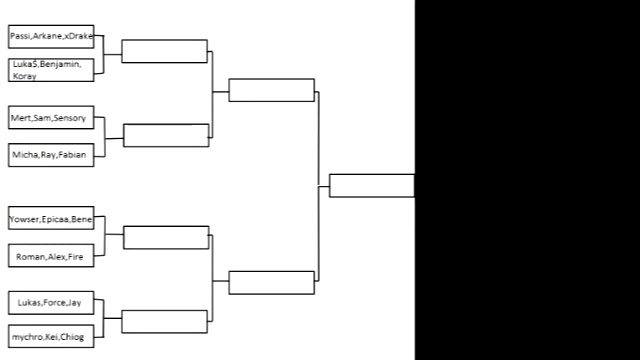 Passi,Arkane,xDrake
Luka$,Benjamin,
Koray
Mert,Sam,Sensory
Micha,Ray,Fabian
Yowser,Epicaa,Bene
Roman,Alex,Fire
Lukas,Force,Jay
mychro,Kei,Chiog